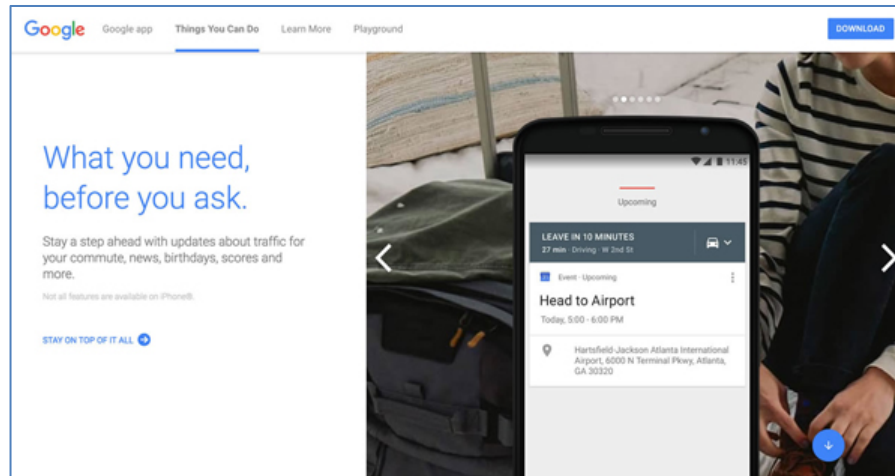 Google
Google app
Things You Can Do
Learn More
Playground
DOWNLOAD
What you need,
before you ask.
Stay a step ahead with updates about traffic for
your commute, news, birthdays, scores and
more.
Not all features are available on iPhone®.
STAY ON TOP OF IT ALL
11:45
Upcoming
LEAVE IN 10 MINUTES
27 min · Driving · W 2nd St
Event · Upcoming
Head to Airport
Today, 5:00 - 6:00 PM
Hartsfield-Jackson Atlanta International
Airport, 6000 N Terminal Pkwy, Atlanta,
GA 30320